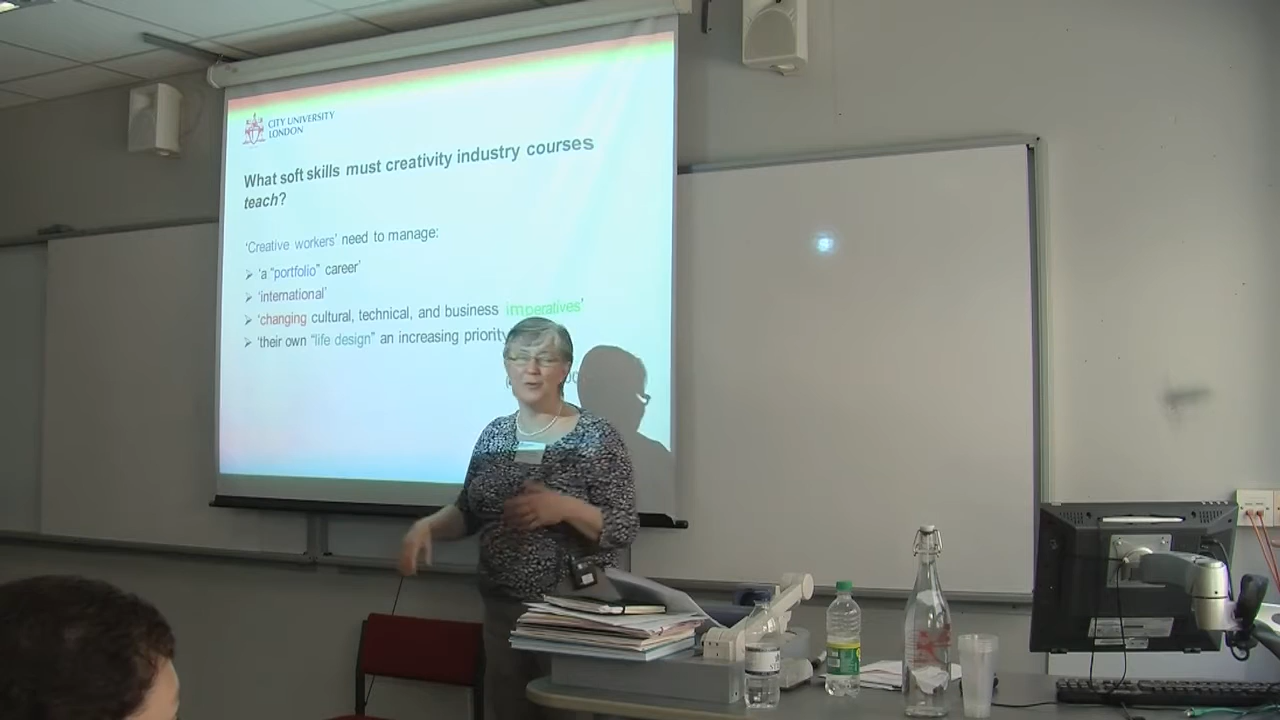 CITY UNIVERSITY
LONDON
What soft skills must creativity industry courses
teach?
‘Creative workers’ need to manage:
➢ ‘a “portfolio” career’
➢ ‘international’
➢ ‘changing cultural, technical, and business imperatives’
➢ ‘their own “life design” an increasing priority